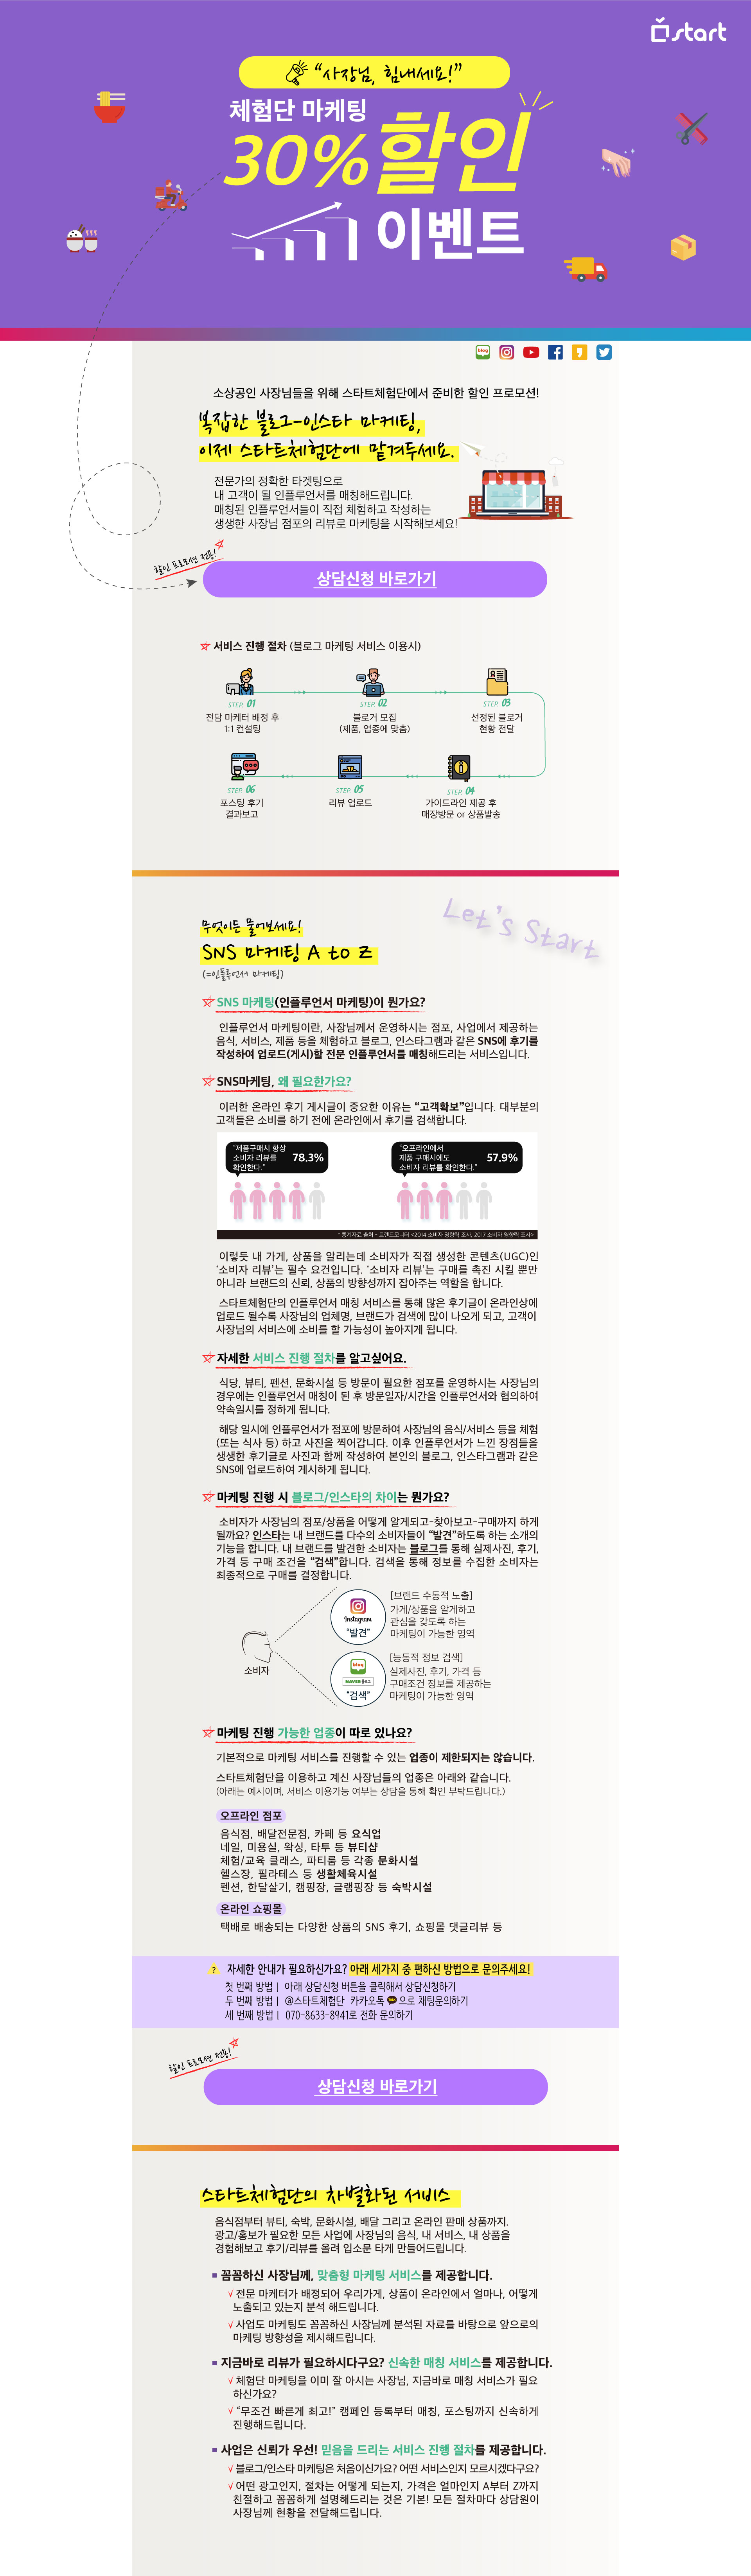 start
“사장님, 힘내세요!”
체험단 마케팅
30%할인
이벤트
blog
소상공인 사장님들을 위해 스타트체험단에서 준비한 할인 프로모션!
복잡한 블로그-인스타 마케팅,
이제 스타트체험단에 맡겨두세요.
전문가의 정확한 타겟팅으로
내 고객이 될 인플루언서를 매칭해드립니다.
매칭된 인플루언서들이 직접 체험하고 작성하는
생생한 사장님 점포의 리뷰로 마케팅을 시작해보세요!
할인 프로모션 전용!
상담신청 바로가기
서비스 진행 절차 (블로그 마케팅 서비스 이용시)
STEP. 01
전담 마케터 배정 후
1:1 컨설팅
STEP. 02
블로거 모집
(제품, 업종에 맞춤)
STEP. 03
선정된 블로거
현황 전달
STEP. 06
포스팅 후기
결과보고
STEP. 05
리뷰 업로드
STEP. 04
가이드라인 제공 후
매장방문 or 상품발송
Let's Start
무엇이든 물어보세요!
SNS 마케팅 A to Z
(=인플루언서 마케팅)
SNS 마케팅(인플루언서 마케팅)이 뭔가요?
인플루언서 마케팅이란, 사장님께서 운영하시는 점포, 사업에서 제공하는
음식, 서비스, 제품 등을 체험하고 블로그, 인스타그램과 같은 SNS에 후기를
작성하여 업로드(게시)할 전문 인플루언서를 매칭해드리는 서비스입니다.
SNS마케팅, 왜 필요한가요?
이러한 온라인 후기 게시글이 중요한 이유는 “고객확보”입니다. 대부분의
고객들은 소비를 하기 전에 온라인에서 후기를 검색합니다.
“제품구매시 항상
소비자 리뷰를
확인한다.”
78.3%
“오프라인에서
제품 구매시에도
소비자 리뷰를 확인한다.”
57.9%
* 통계자료 출처 - 트렌드모니터 <2014 소비자 영향력 조사, 2017 소비자 영향력 조사>
이렇듯 내 가게, 상품을 알리는데 소비자가 직접 생성한 콘텐츠(UGC)인
‘소비자 리뷰’는 필수 요건입니다. ‘소비자 리뷰’는 구매를 촉진 시킬 뿐만
아니라 브랜드의 신뢰, 상품의 방향성까지 잡아주는 역할을 합니다.
스타트체험단의 인플루언서 매칭 서비스를 통해 많은 후기글이 온라인상에
업로드 될수록 사장님의 업체명, 브랜드가 검색에 많이 나오게 되고, 고객이
사장님의 서비스에 소비를 할 가능성이 높아지게 됩니다.
자세한 서비스 진행 절차를 알고싶어요.
식당, 뷰티, 펜션, 문화시설 등 방문이 필요한 점포를 운영하시는 사장님의
경우에는 인플루언서 매칭이 된 후 방문일자/시간을 인플루언서와 협의하여
약속일시를 정하게 됩니다.
해당 일시에 인플루언서가 점포에 방문하여 사장님의 음식/서비스 등을 체험
(또는 식사 등) 하고 사진을 찍어갑니다. 이후 인플루언서가 느낀 장점들을
생생한 후기글로 사진과 함께 작성하여 본인의 블로그, 인스타그램과 같은
SNS에 업로드하여 게시하게 됩니다.
마케팅 진행 시 블로그/인스타의 차이는 뭔가요?
소비자가 사장님의 점포/상품을 어떻게 알게되고-찾아보고-구매까지 하게
될까요? 인스타는 내 브랜드를 다수의 소비자들이 “발견”하도록 하는 소개의
기능을 합니다. 내 브랜드를 발견한 소비자는 블로그를 통해 실제사진, 후기,
가격 등 구매 조건을 “검색”합니다. 검색을 통해 정보를 수집한 소비자는
최종적으로 구매를 결정합니다.
소비자
Instagram
“발견”
[브랜드 수동적 노출]
가게/상품을 알게하고
관심을 갖도록 하는
마케팅이 가능한 영역
blog
NAVER 블로그
“검색”
[능동적 정보 검색]
실제사진, 후기, 가격 등
구매조건 정보를 제공하는
마케팅이 가능한 영역
마케팅 진행 가능한 업종이 따로 있나요?
기본적으로 마케팅 서비스를 진행할 수 있는 업종이 제한되지는 않습니다.
스타트체험단을 이용하고 계신 사장님들의 업종은 아래와 같습니다.
(아래는 예시이며, 서비스 이용가능 여부는 상담을 통해 확인 부탁드립니다.)
오프라인 점포
음식점, 배달전문점, 카페 등 요식업
네일, 미용실, 왁싱, 타투 등 뷰티샵
체험/교육 클래스, 파티룸 등 각종 문화시설
헬스장, 필라테스 등 생활체육시설
펜션, 한달살기, 캠핑장, 글램핑장 등 숙박시설
온라인 쇼핑몰
택배로 배송되는 다양한 상품의 SNS 후기, 쇼핑몰 댓글리뷰 등
? 자세한 안내가 필요하신가요? 아래 세가지 중 편하신 방법으로 문의주세요!
첫 번째 방법 | 아래 상담신청 버튼을 클릭해서 상담신청하기
두 번째 방법 | @스타트체험단 카카오톡 으로 채팅문의하기
세 번째 방법 | 070-8633-8941로 전화 문의하기
할인 프로모션 전용!
상담신청 바로가기
스타트체험단의 차별화된 서비스
음식점부터 뷰티, 숙박, 문화시설, 배달 그리고 온라인 판매 상품까지.
광고/홍보가 필요한 모든 사업에 사장님의 음식, 내 서비스, 내 상품을
경험해보고 후기/리뷰를 올려 입소문 타게 만들어드립니다.
■ 꼼꼼하신 사장님께, 맞춤형 마케팅 서비스를 제공합니다.
√ 전문 마케터가 배정되어 우리가게, 상품이 온라인에서 얼마나, 어떻게
노출되고 있는지 분석 해드립니다.
√ 사업도 마케팅도 꼼꼼하신 사장님께 분석된 자료를 바탕으로 앞으로의
마케팅 방향성을 제시해드립니다.
■ 지금바로 리뷰가 필요하시다구요? 신속한 매칭 서비스를 제공합니다.
√ 체험단 마케팅을 이미 잘 아시는 사장님, 지금바로 매칭 서비스가 필요
하신가요?
√ “무조건 빠른게 최고!” 캠페인 등록부터 매칭, 포스팅까지 신속하게
진행해드립니다.
■ 사업은 신뢰가 우선! 믿음을 드리는 서비스 진행 절차를 제공합니다.
√ 블로그/인스타 마케팅은 처음이신가요? 어떤 서비스인지 모르시겠다구요?
√ 어떤 광고인지, 절차는 어떻게 되는지, 가격은 얼마인지 A부터 Z까지
친절하고 꼼꼼하게 설명해드리는 것은 기본! 모든 절차마다 상담원이
사장님께 현황을 전달해드립니다.